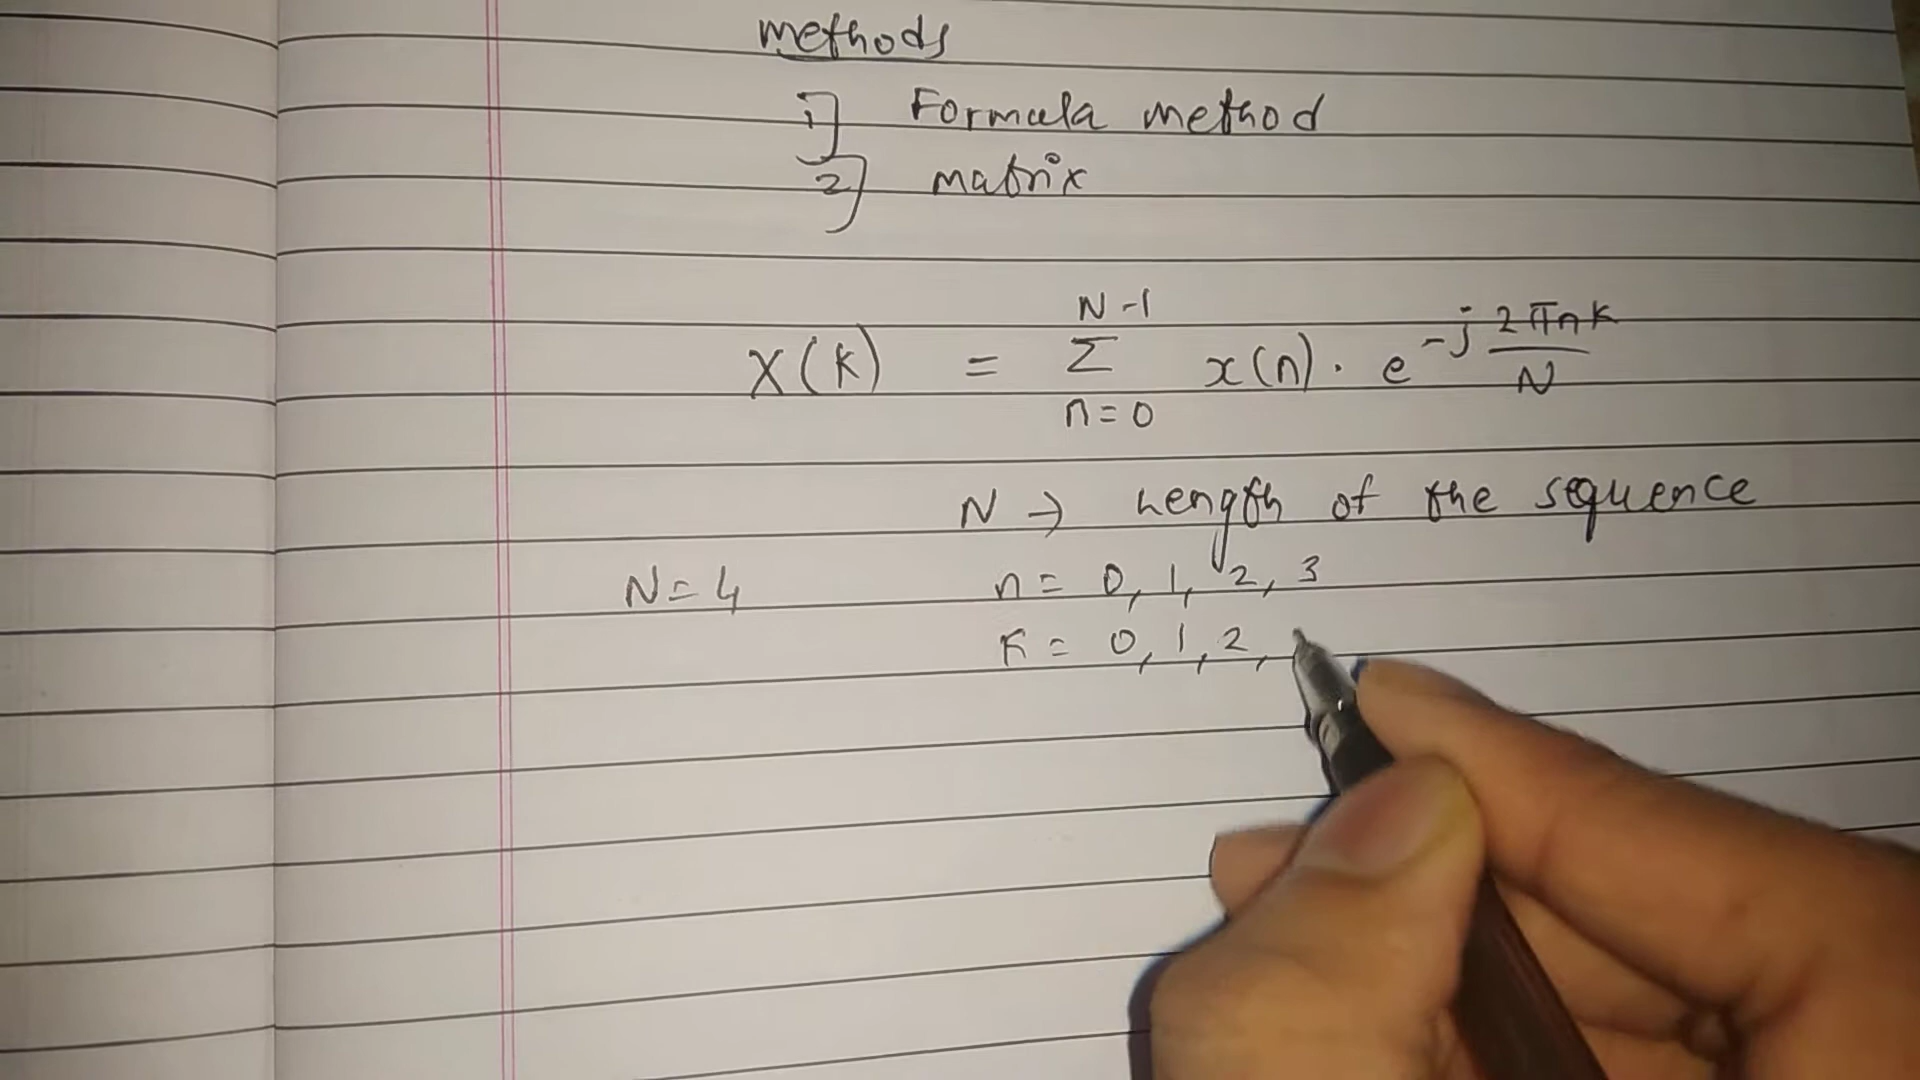 methods
1] Formula method
2] matrix
X(k) = N-1 Σ n=0 x(n) . e^-j 2πnk/N
N → Length of the sequence
N = 4 n = 0, 1, 2, 3
K = 0, 1, 2,